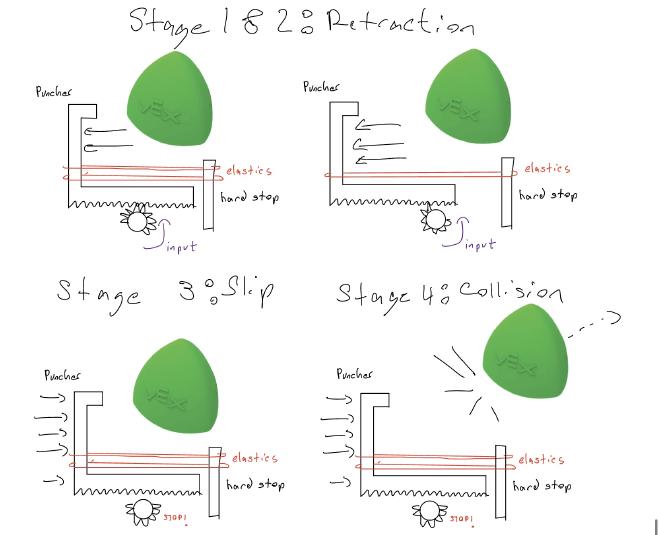 Stage 1 & 2: Retraction
Puncher
VEX
elastics
hard stop
input
Puncher
VEX
elastics
hard stop
input
Stage 3: Slip
Puncher
VEX
elastics
hard stop
STOP!
Stage 4: Collision
Puncher
VEX
elastics
hard stop
STOP!